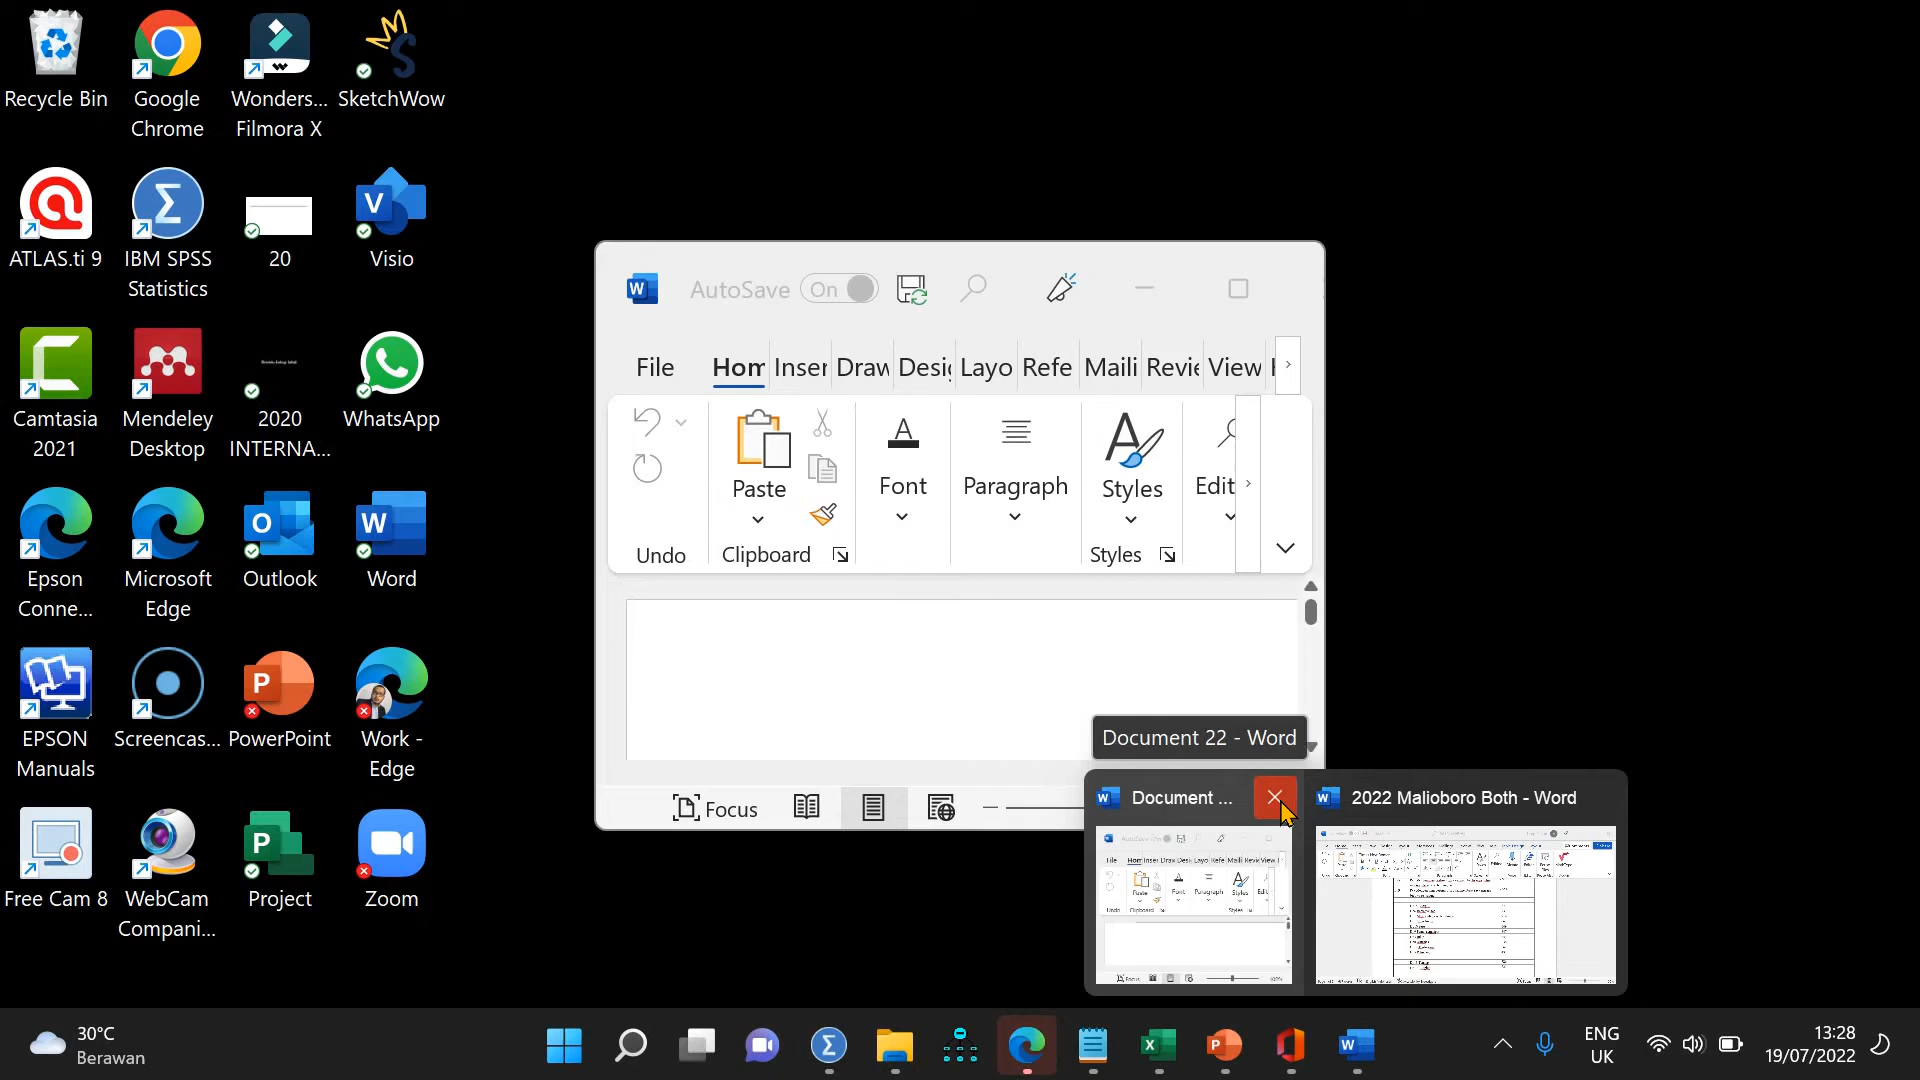 Recycle Bin
Google
Chrome
Wonders...
Filmora X
SketchWow
ATLAS.ti 9
IBM SPSS
Statistics
20
Visio
Camtasia
2021
Mendeley
Desktop
2020
INTERNA...
WhatsApp
Epson
Conne...
Microsoft
Edge
Outlook
Word
EPSON
Manuals
Screencas...
PowerPoint
Work -
Edge
Free Cam 8
WebCam
Compani...
Project
Zoom
AutoSave On
File Hom Inser Draw Desig Layo Refe Maili Revie View
Paste Font Paragraph Styles Edit
Undo Clipboard Styles
Document 22 - Word
Focus
Document ...
2022 Malioboro Both - Word
30°C
Berawan
ENG
UK
13:28
19/07/2022